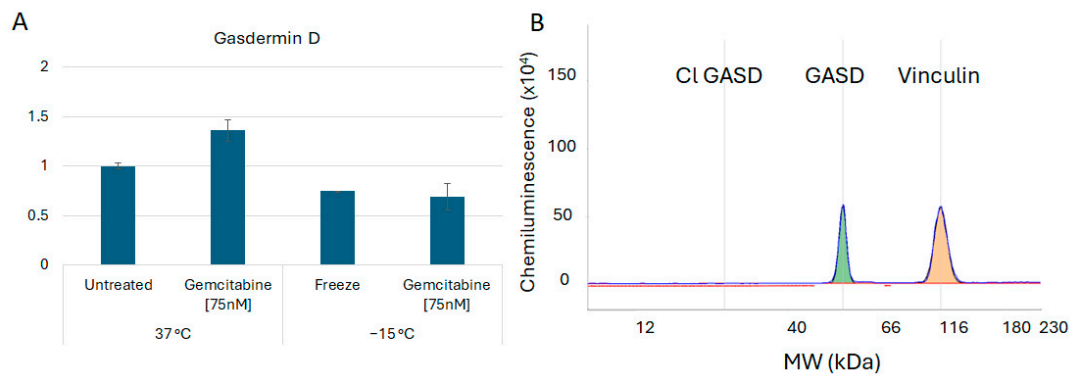 A
Gasdermin D
2
1.5
1
0.5
0
Untreated
Gemcitabine
[75nM]
Freeze
Gemcitabine
[75nM]
37 °C
−15 °C
B
Chemiluminescence (x10⁴)
150
100
50
0
Cl GASD
GASD
Vinculin
12
40
66
116
180
230
MW (kDa)